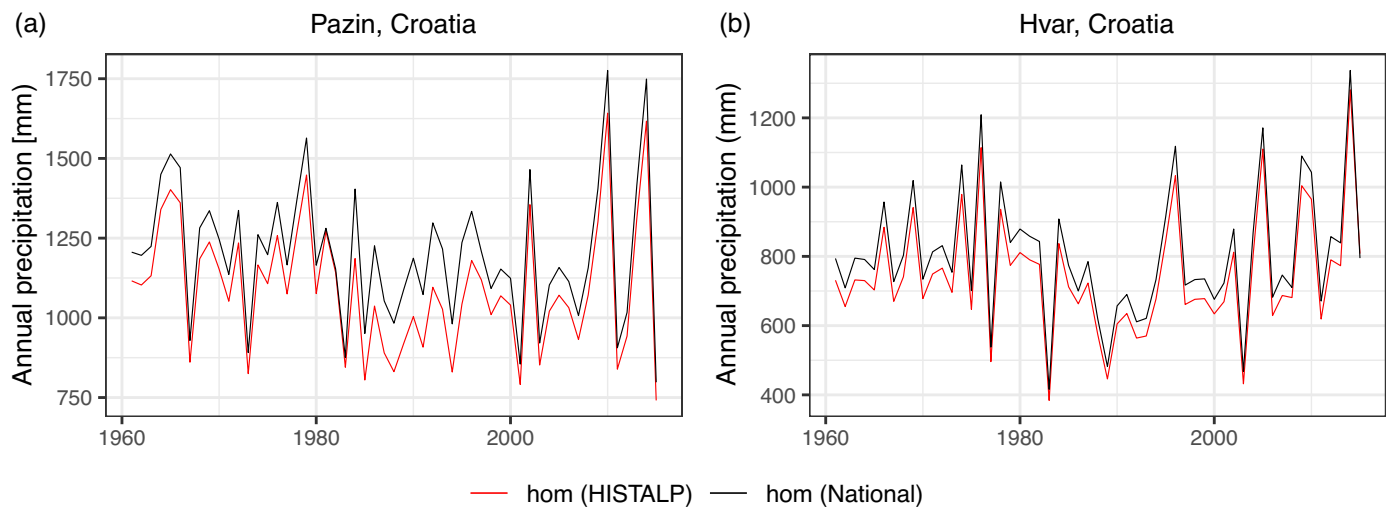 (a) Pazin, Croatia
Annual precipitation [mm]
1750
1500
1250
1000
750
1960 1980 2000
(b) Hvar, Croatia
Annual precipitation (mm)
1200
1000
800
600
400
1960 1980 2000
hom (HISTALP) hom (National)